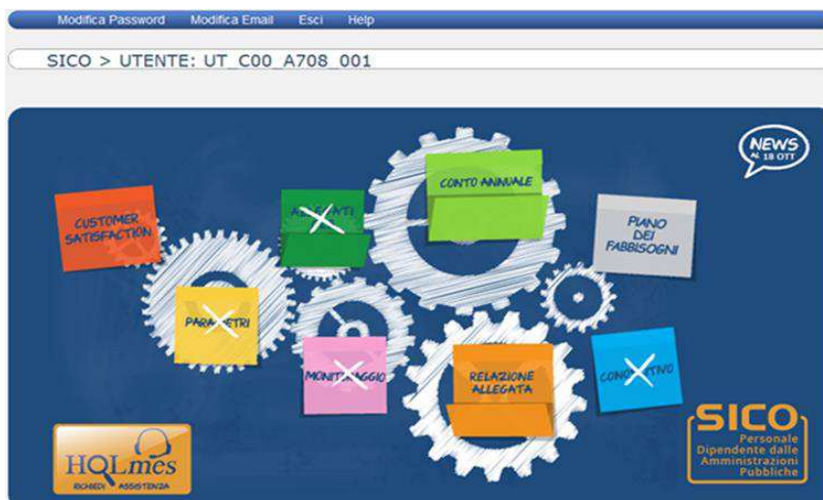 Modifica Password Modifica Email Esci Help
SICO > UTENTE: UT_C00_A708_001
NEWS
AL 18 OTT
CONTO ANNUALE
CUSTOMER
SATISFACTION
PIANO
DEI
FABBISOGNI
RELAZIONE
ALLEGATA
HQLmes
RICHIEDI ASSISTENZA
SICO
Personale
Dipendente dalle
Amministrazioni
Pubbliche